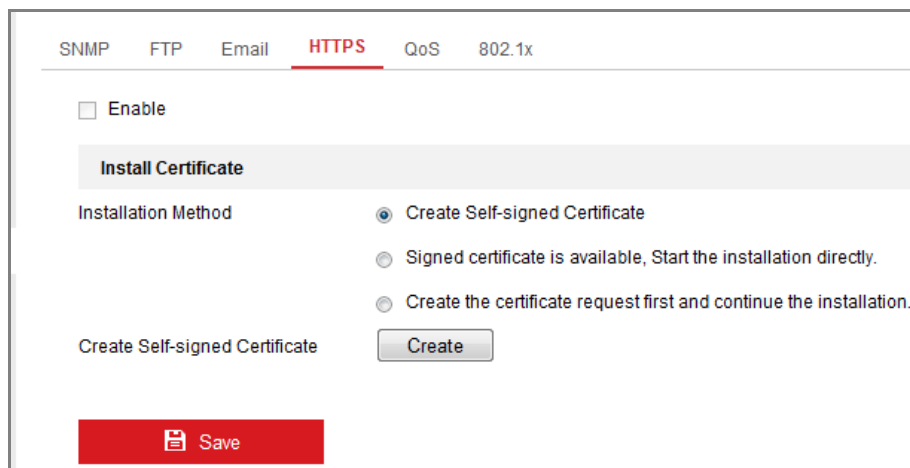 SNMP FTP Email HTTPS QoS 802.1x
Enable
Install Certificate
Installation Method Create Self-signed Certificate
Signed certificate is available, Start the installation directly.
Create the certificate request first and continue the installation.
Create Self-signed Certificate Create
Save